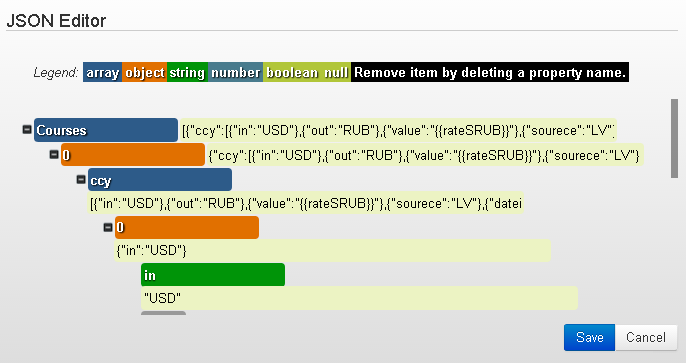 JSON Editor
Legend: array object string number boolean null Remove item by deleting a property name.
Courses [{"ccy":[{"in":"USD"},{"out":"RUB"},{"value":"{{rateSRUB}}"},{"sourece":"LV"}
0 {"ccy":[{"in":"USD"},{"out":"RUB"},{"value":"{{rateSRUB}}"},{"sourece":"LV"}
ccy
[{"in":"USD"},{"out":"RUB"},{"value":"{{rateSRUB}}"},{"sourece":"LV"},{"datei
0
{"in":"USD"}
in
"USD"
Save Cancel